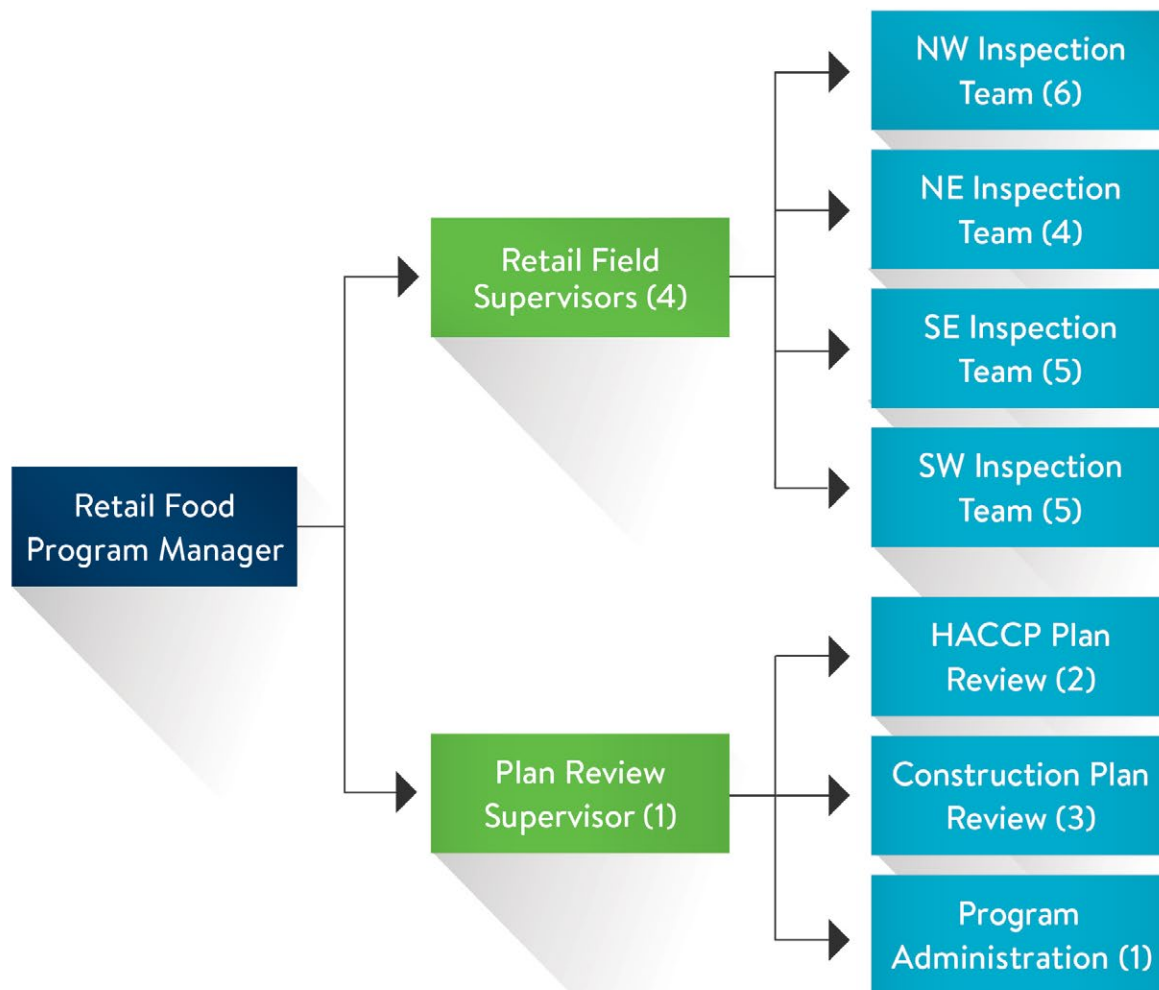 Retail Food
Program Manager
Retail Field
Supervisors (4)
Plan Review
Supervisor (1)
NW Inspection
Team (6)
NE Inspection
Team (4)
SE Inspection
Team (5)
SW Inspection
Team (5)
HACCP Plan
Review (2)
Construction Plan
Review (3)
Program
Administration (1)